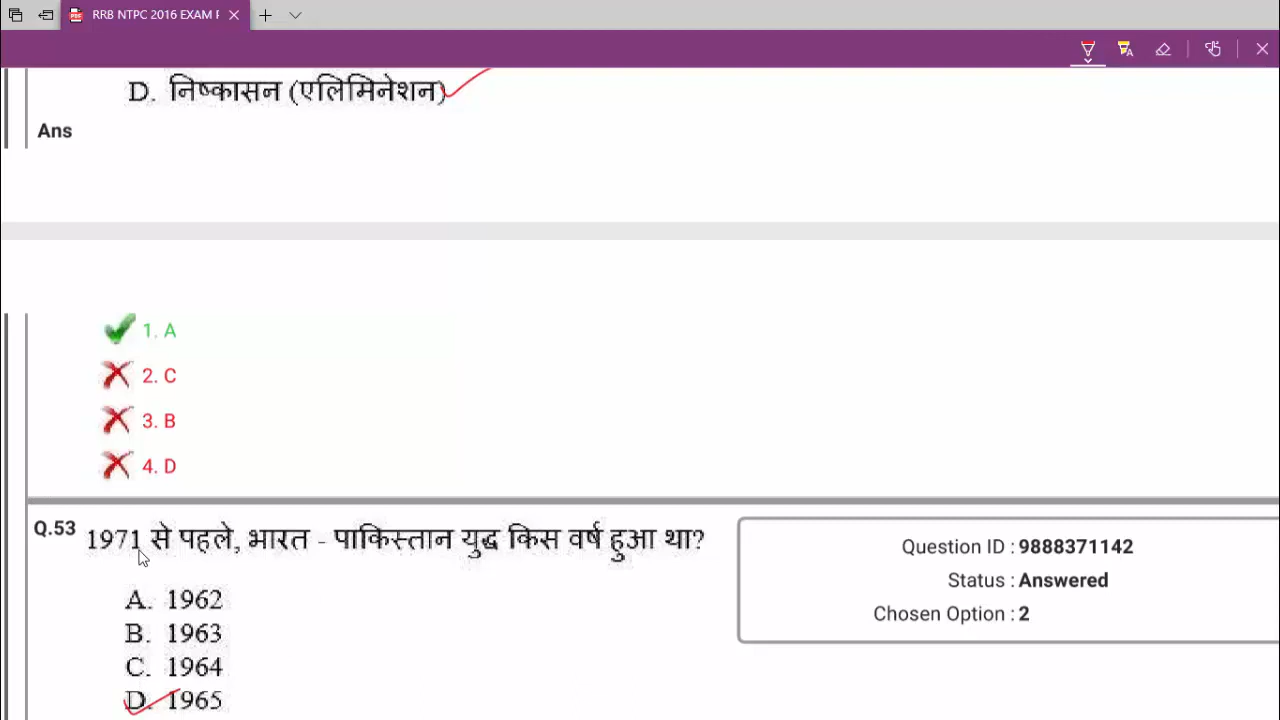 RRB NTPC 2016 EXAM
D. निष्कासन (एलिमिनेशन)
Ans
1. A
2. C
3. B
4. D
Q.53 1971 से पहले, भारत - पाकिस्तान युद्ध किस वर्ष हुआ था?
A. 1962
B. 1963
C. 1964
D. 1965
Question ID : 9888371142
Status : Answered
Chosen Option : 2